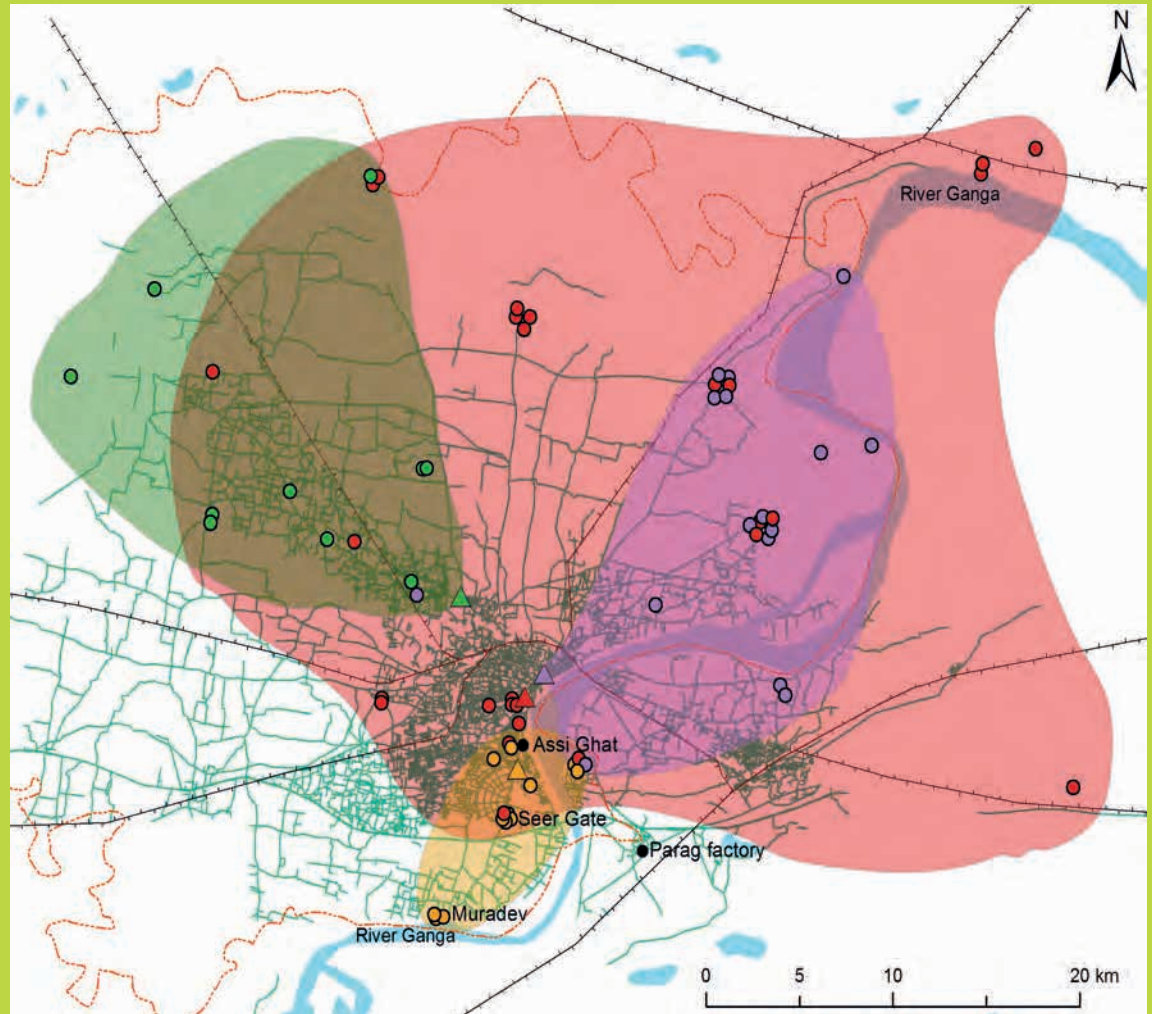 N
River Ganga
Assi Ghat
Seer Gate
Parag factory
Muradev
River Ganga
0 5 10 20 km